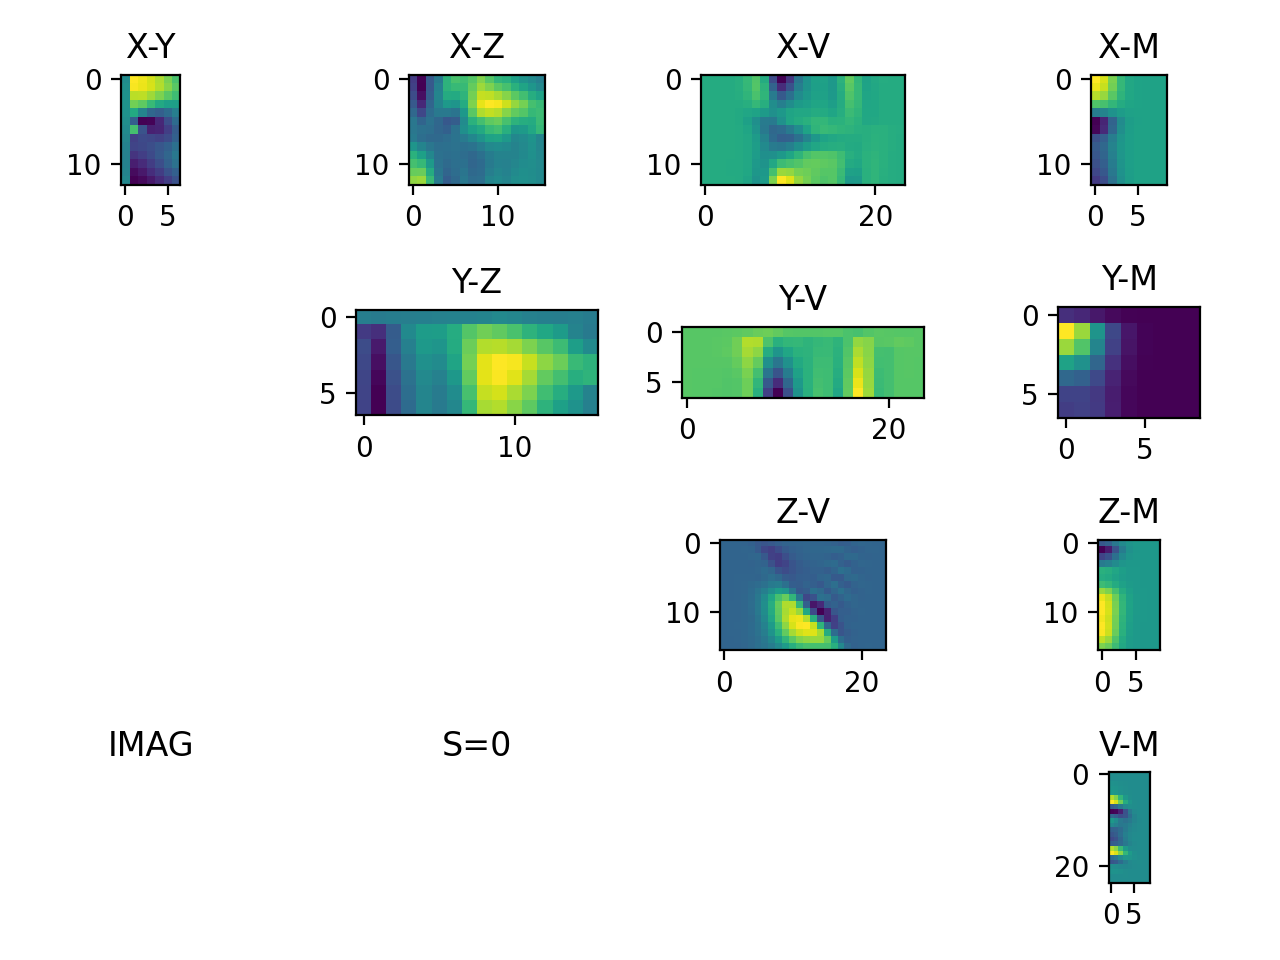 X-Y X-Z X-V X-M
0 0 0 0
10 10 10 10
0 5 0 10 0 20 0 5
Y-Z Y-V Y-M
0 0 0
5 5 5
0 10 0 20 0 5
Z-V Z-M
0 0
10 10
0 20 0 5
IMAG S=0 V-M
0
20
0 5